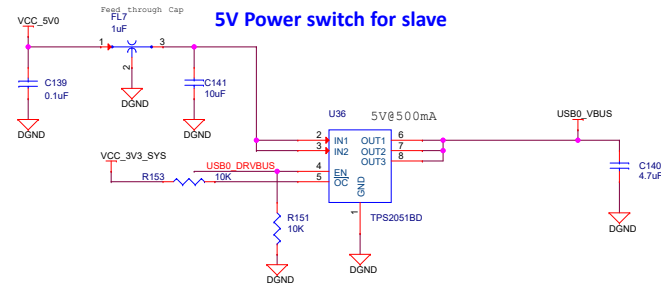 5V Power switch for slave
Feed through Cap
VCC_5V0
FL7
1uF
1
3
2
C139
0.1uF
C141
10uF
DGND
DGND
DGND
U36
5V@500mA
USB0_VBUS
2
IN1
OUT1
6
3
IN2
OUT2
7
OUT3
8
VCC_3V3_SYS
USB0_DRVBUS
4
EN
R153
10K
5
OC
GND
1
C140
4.7uF
R151
10K
TPS2051BD
DGND
DGND
DGND